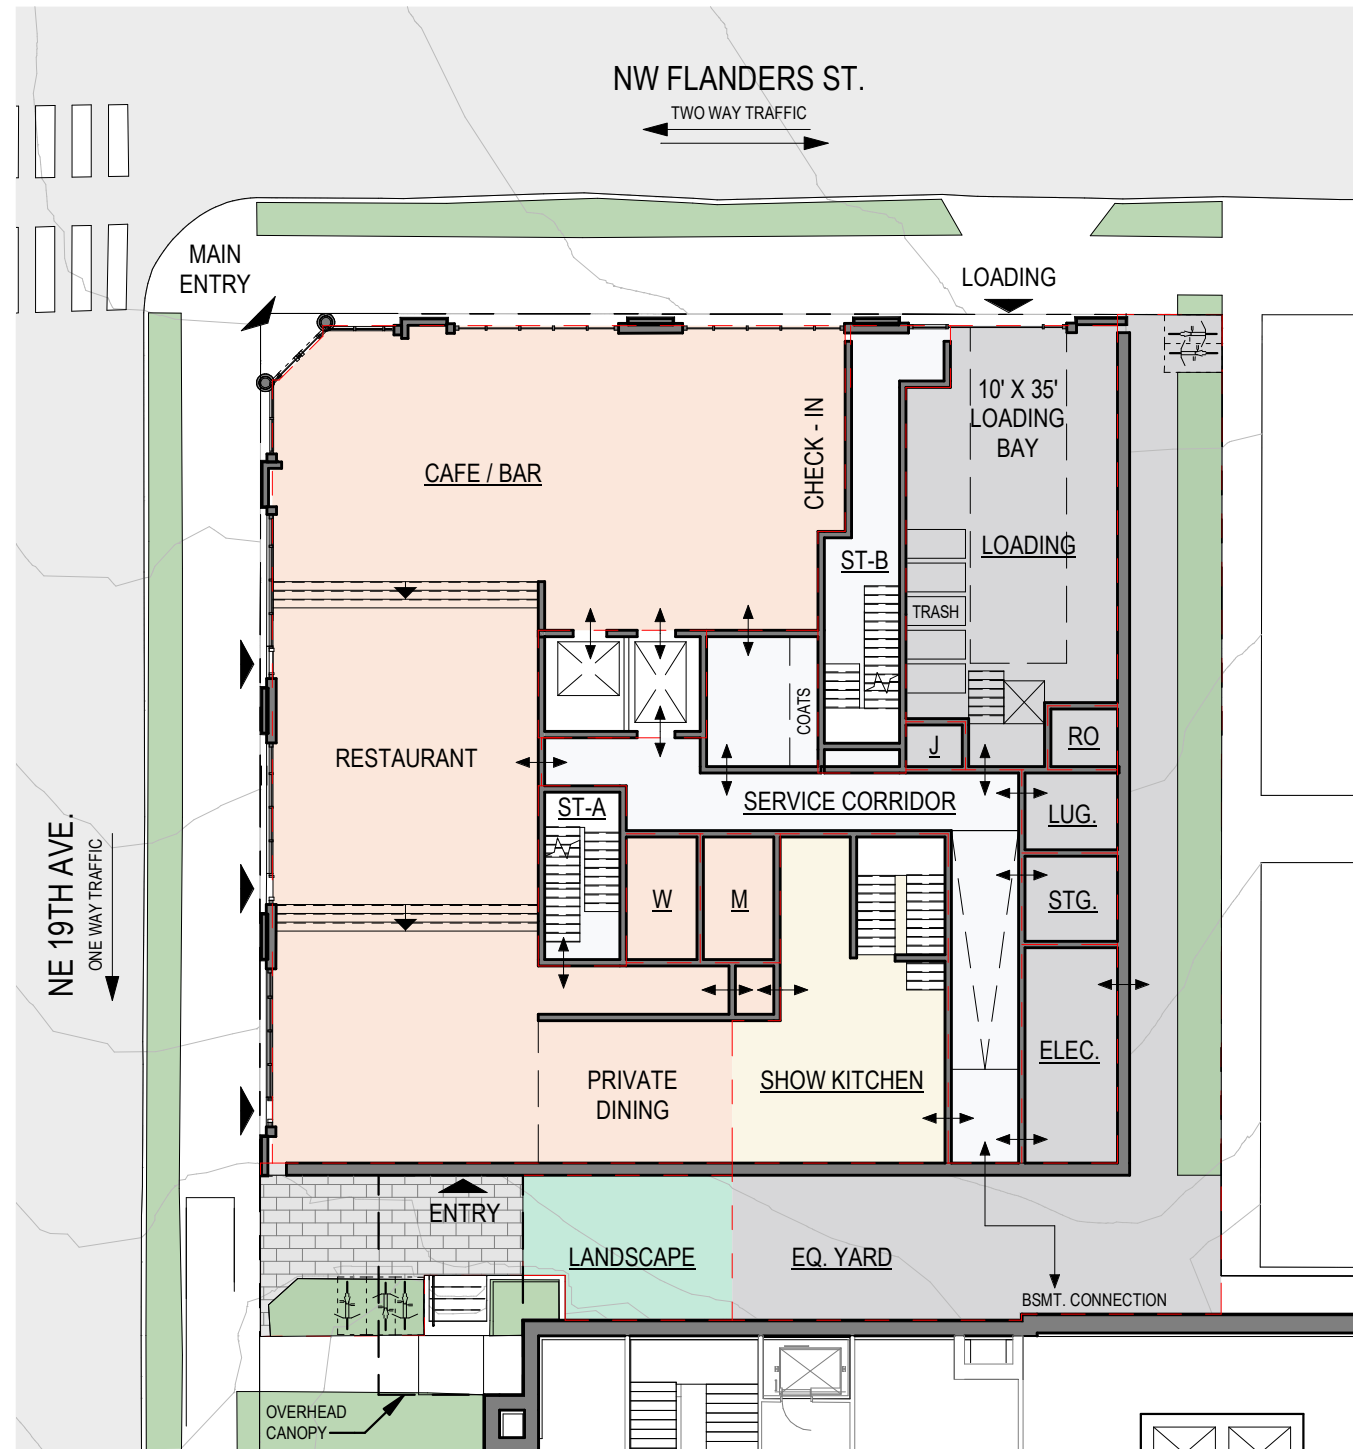 NW FLANDERS ST.
TWO WAY TRAFFIC
MAIN
ENTRY
LOADING
10' X 35'
LOADING
BAY
CHECK - IN
CAFE / BAR
LOADING
ST-B
TRASH
COATS
RESTAURANT
J
RO
ST-A
SERVICE CORRIDOR
LUG.
NE 19TH AVE.
ONE WAY TRAFFIC
W
M
STG.
ELEC.
PRIVATE
DINING
SHOW KITCHEN
ENTRY
LANDSCAPE
EQ. YARD
BSMT. CONNECTION
OVERHEAD
CANOPY